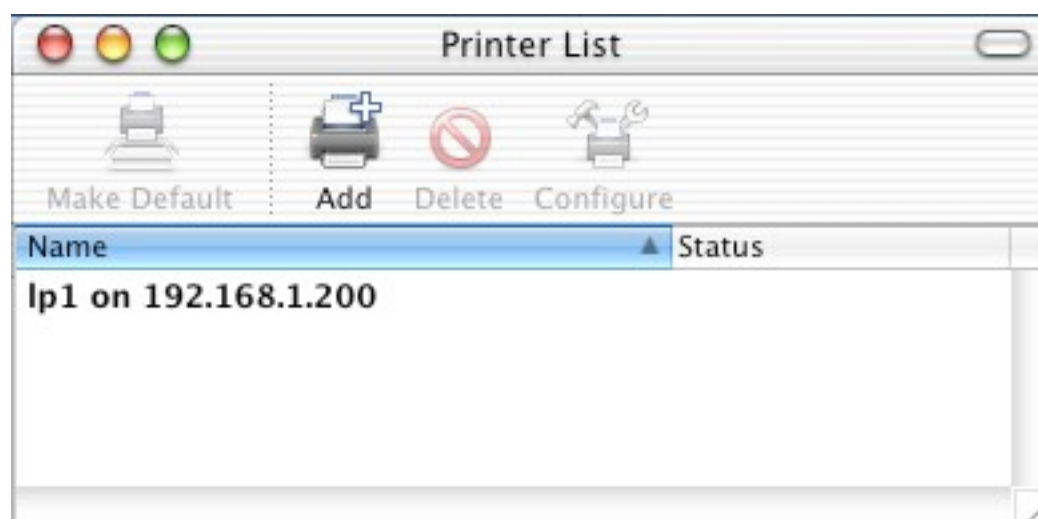 Printer List
Make Default Add Delete Configure
Name Status
lp1 on 192.168.1.200